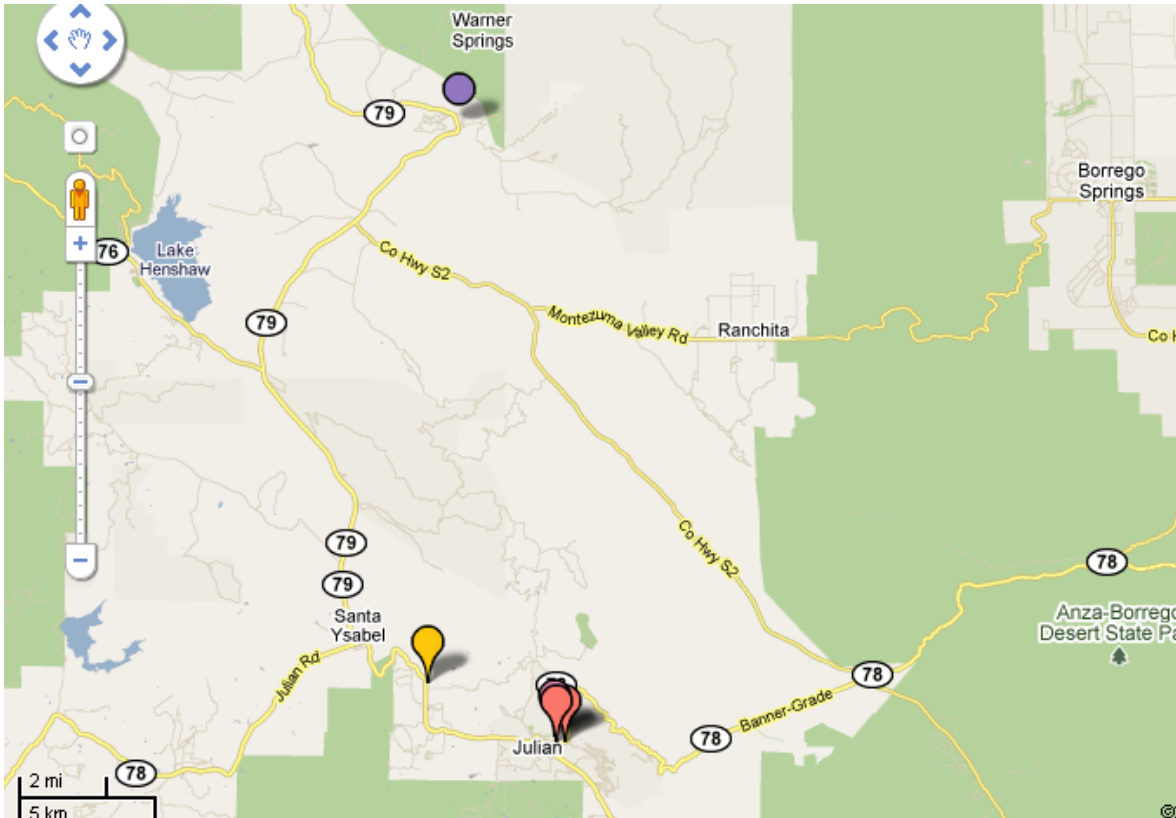 Warner
Springs
79
Borrego
Springs
76
Lake
Henshaw
Co Hwy S2
79
Montezuma Valley Rd
Ranchita
Co H
79
Co Hwy S2
78
79
Santa
Ysabel
Anza-Borrego
Desert State Pa
Julian Rd
78
Banner-Grade
78
Julian
78
2 mi
5 km
©